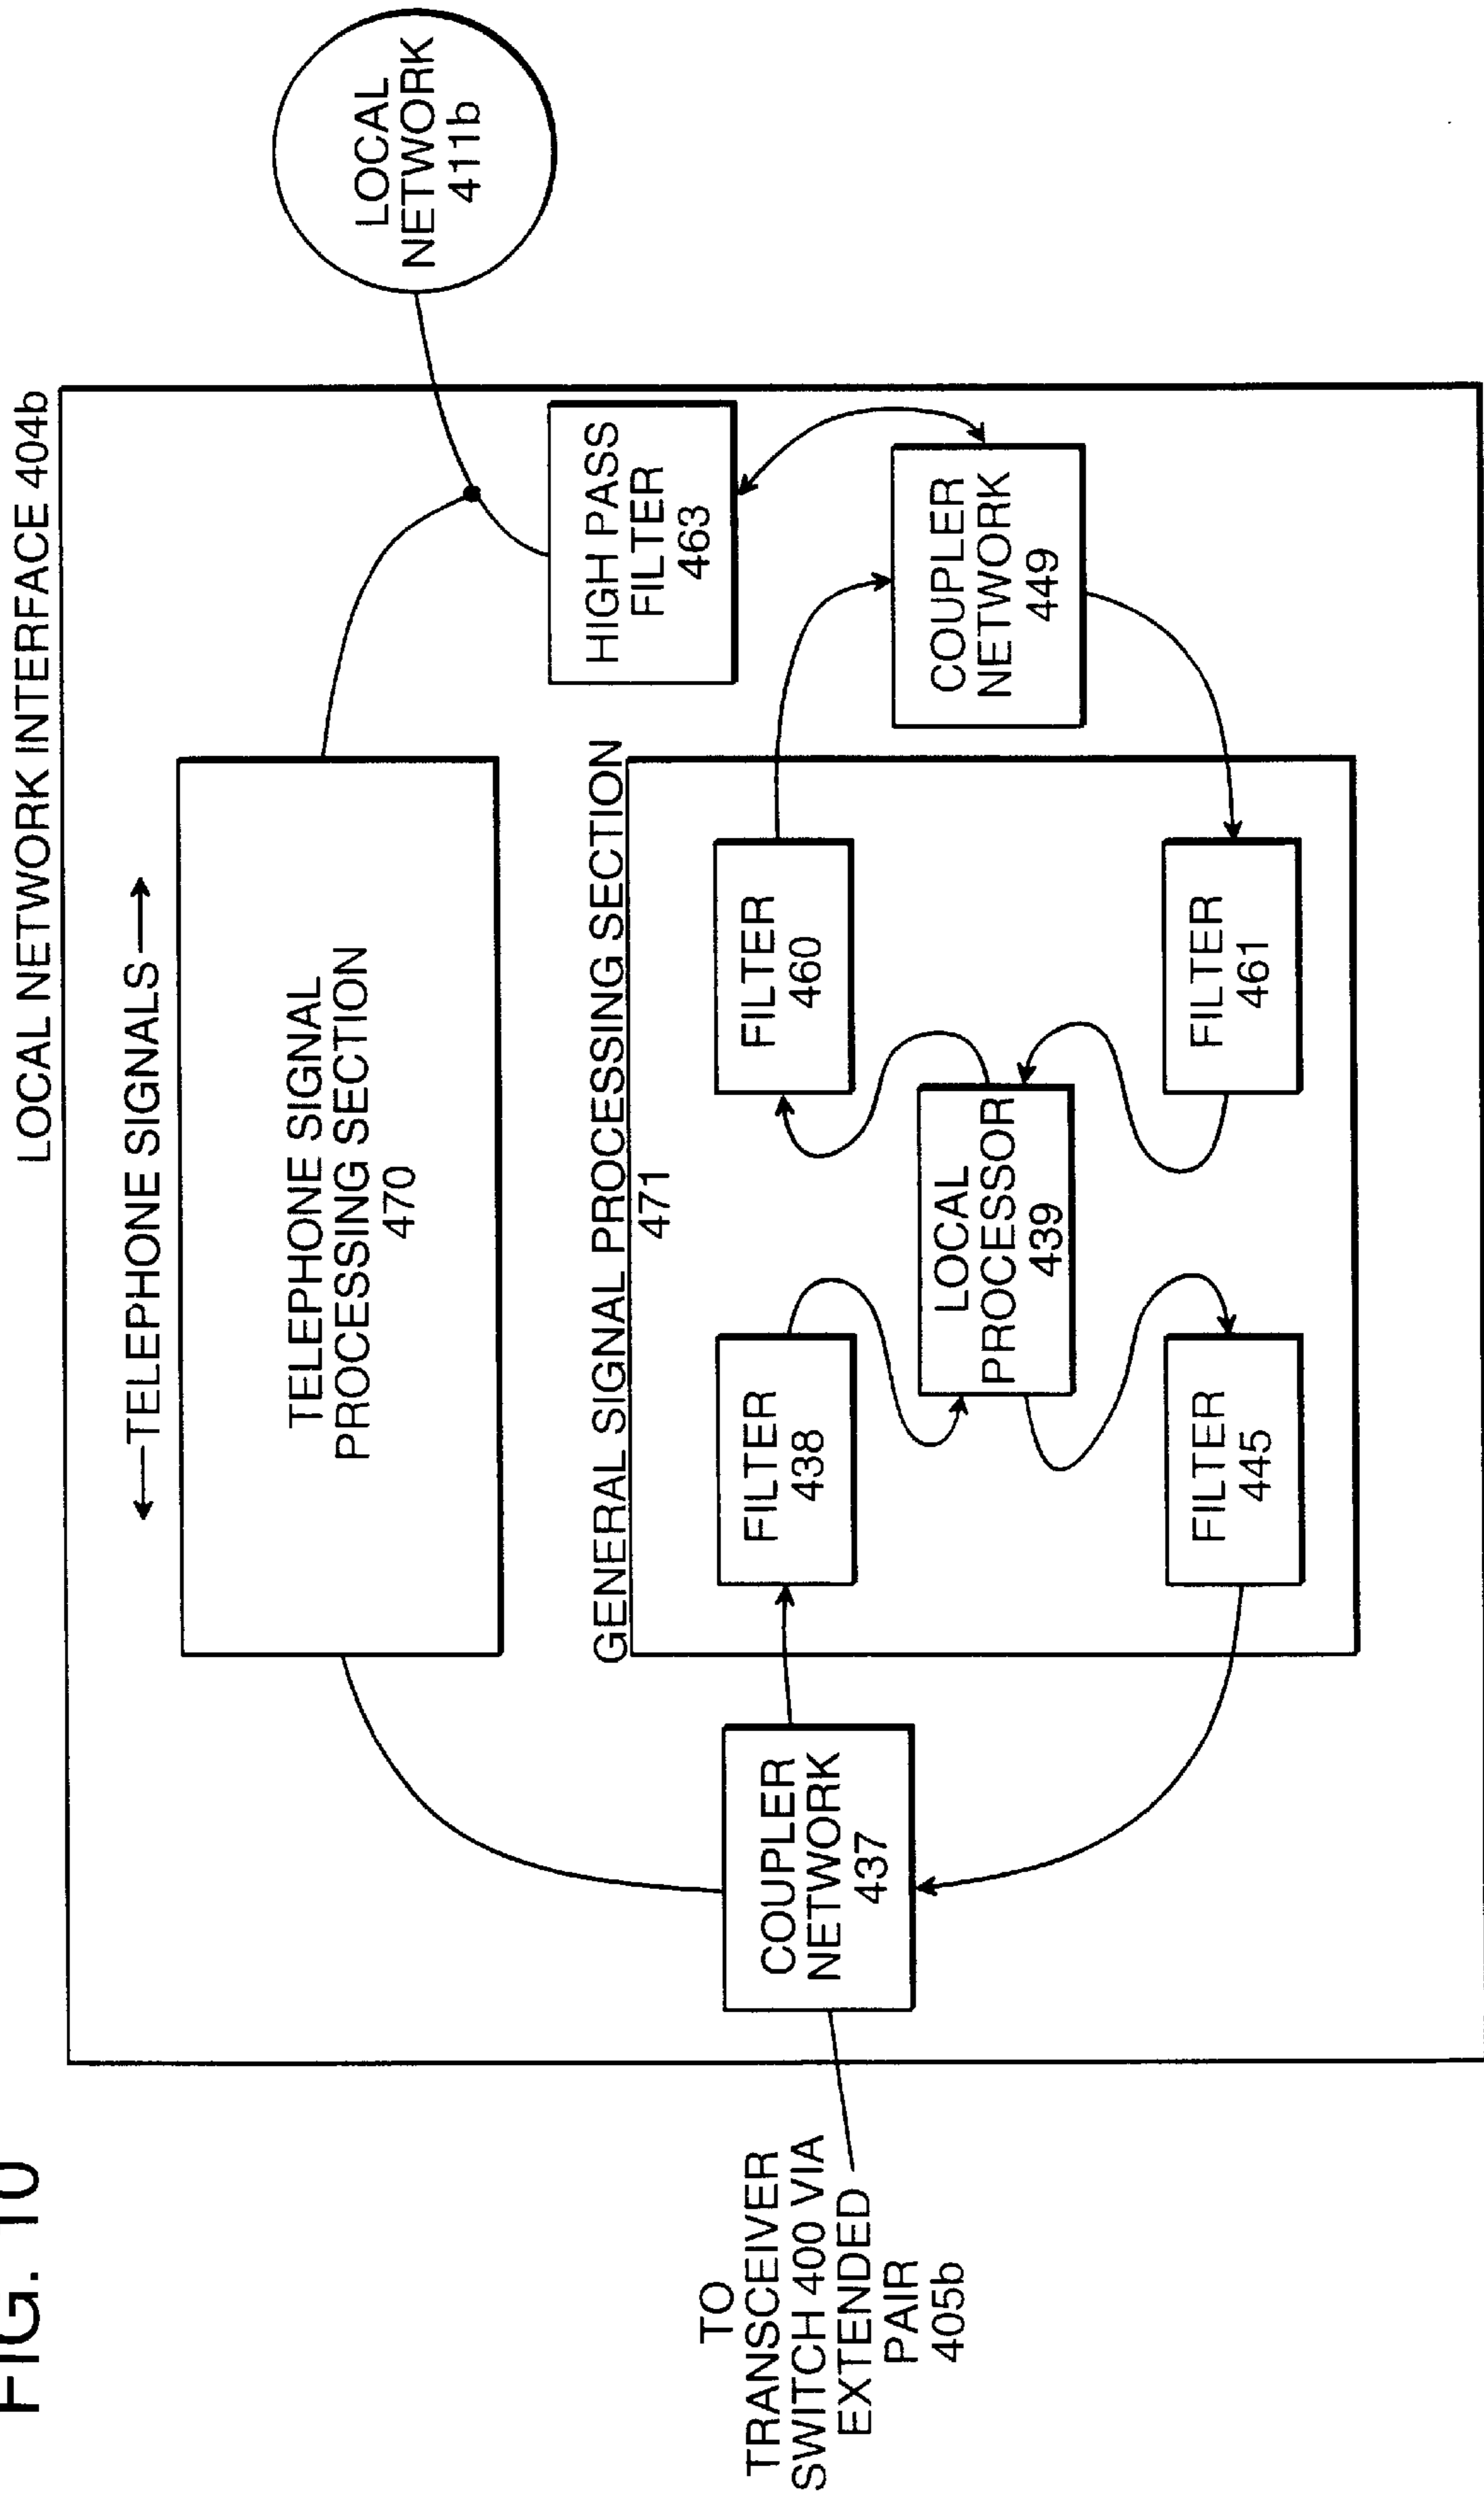 FIG. 10
LOCAL NETWORK INTERFACE 404b
TELEPHONE SIGNALS
TELEPHONE SIGNAL
PROCESSING SECTION
470
LOCAL
NETWORK
411b
GENERAL SIGNAL PROCESSING SECTION
471
HIGH PASS
FILTER
463
TO
TRANSCEIVER
SWITCH 400 VIA
EXTENDED
PAIR
405b
COUPLER
NETWORK
437
FILTER
438
FILTER
460
LOCAL
PROCESSOR
439
COUPLER
NETWORK
449
FILTER
445
FILTER
461